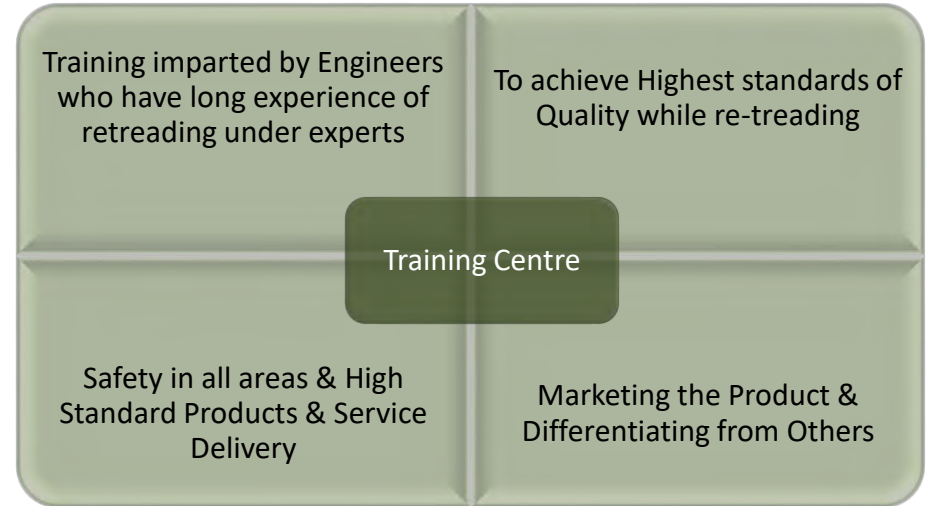 Training imparted by Engineers
who have long experience of
retreading under experts
To achieve Highest standards of
Quality while re-treading
Training Centre
Safety in all areas & High
Standard Products & Service
Delivery
Marketing the Product &
Differentiating from Others